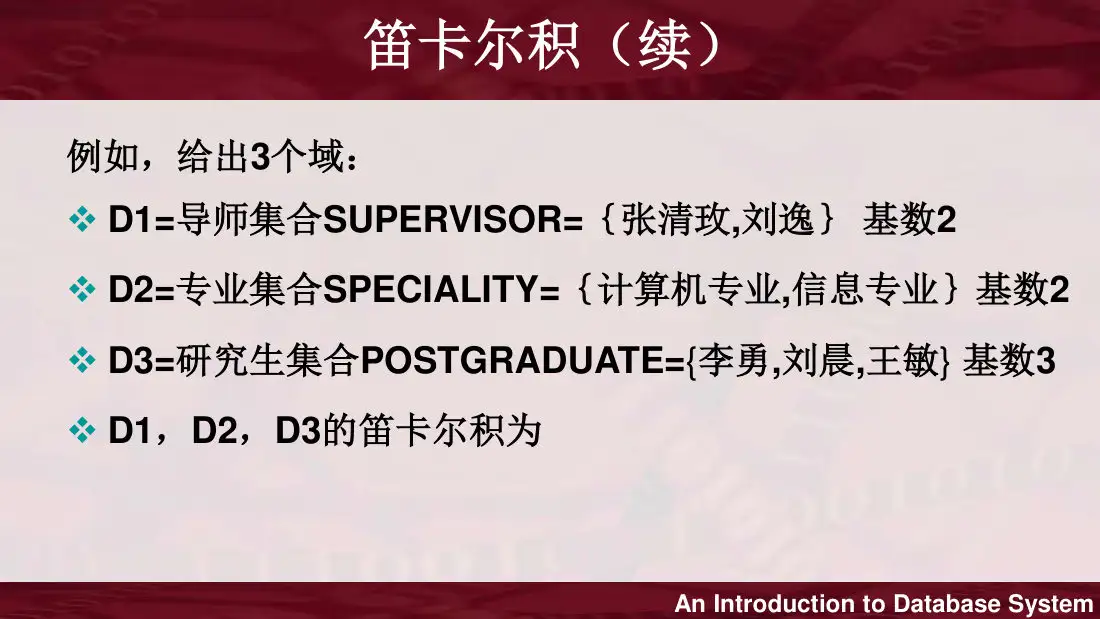 笛卡尔积（续）
例如，给出3个域：
❖ D1=导师集合SUPERVISOR=｛张清玫,刘逸｝ 基数2
❖ D2=专业集合SPECIALITY=｛计算机专业,信息专业｝基数2
❖ D3=研究生集合POSTGRADUATE={李勇,刘晨,王敏} 基数3
❖ D1，D2，D3的笛卡尔积为
An Introduction to Database System